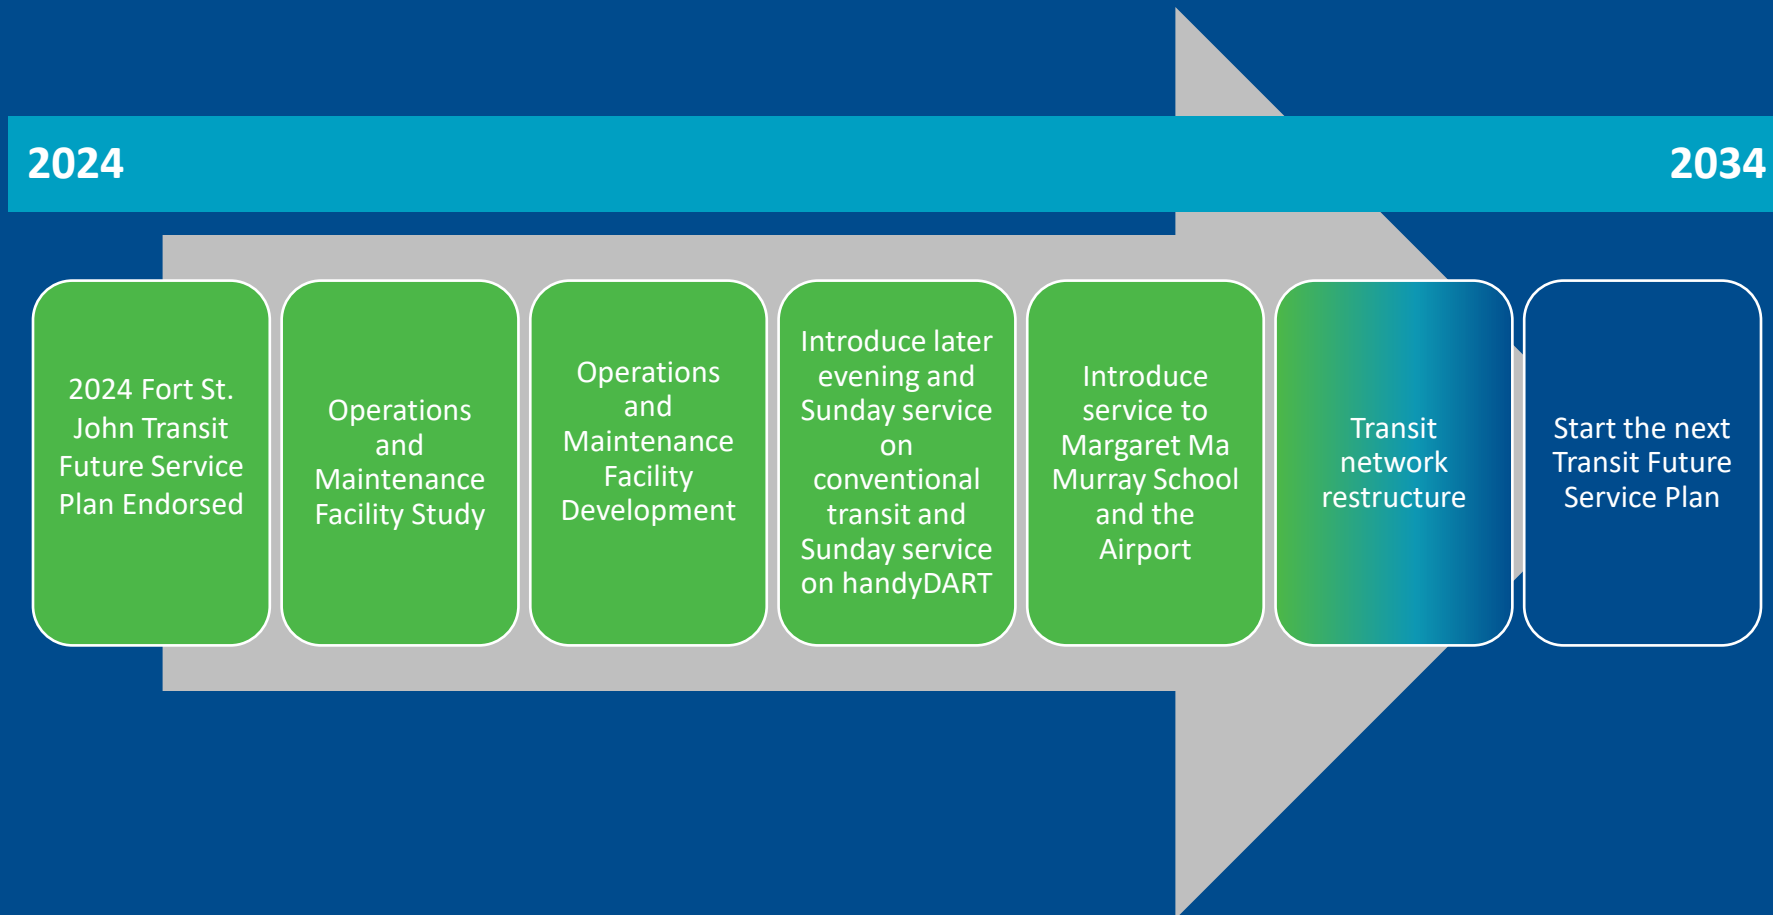 2024
2034
2024 Fort St.
John Transit
Future Service
Plan Endorsed
Operations
and
Maintenance
Facility Study
Operations
and
Maintenance
Facility
Development
Introduce later
evening and
Sunday service
on
conventional
transit and
Sunday service
on handyDART
Introduce
service to
Margaret Ma
Murray School
and the
Airport
Transit
network
restructure
Start the next
Transit Future
Service Plan